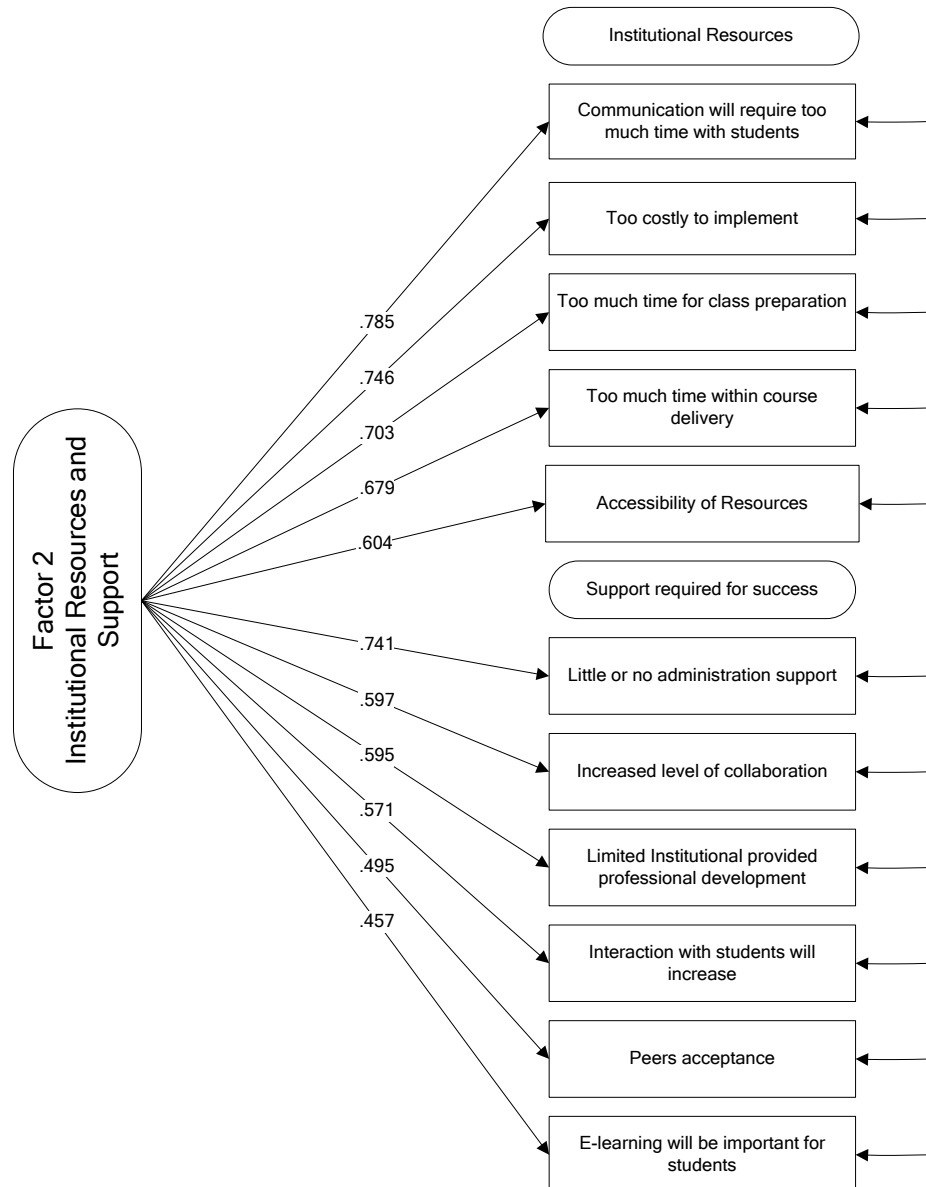 Institutional Resources
Communication will require too
much time with students
Too costly to implement
Too much time for class preparation
.785
.746
Too much time within course
delivery
.703
.679
Accessibility of Resources
.604
Factor 2
Institutional Resources and
Support
Support required for success
.741
Little or no administration support
.597
.595
Increased level of collaboration
.571
Limited Institutional provided
professional development
.495
.457
Interaction with students will
increase
Peers acceptance
E-learning will be important for
students